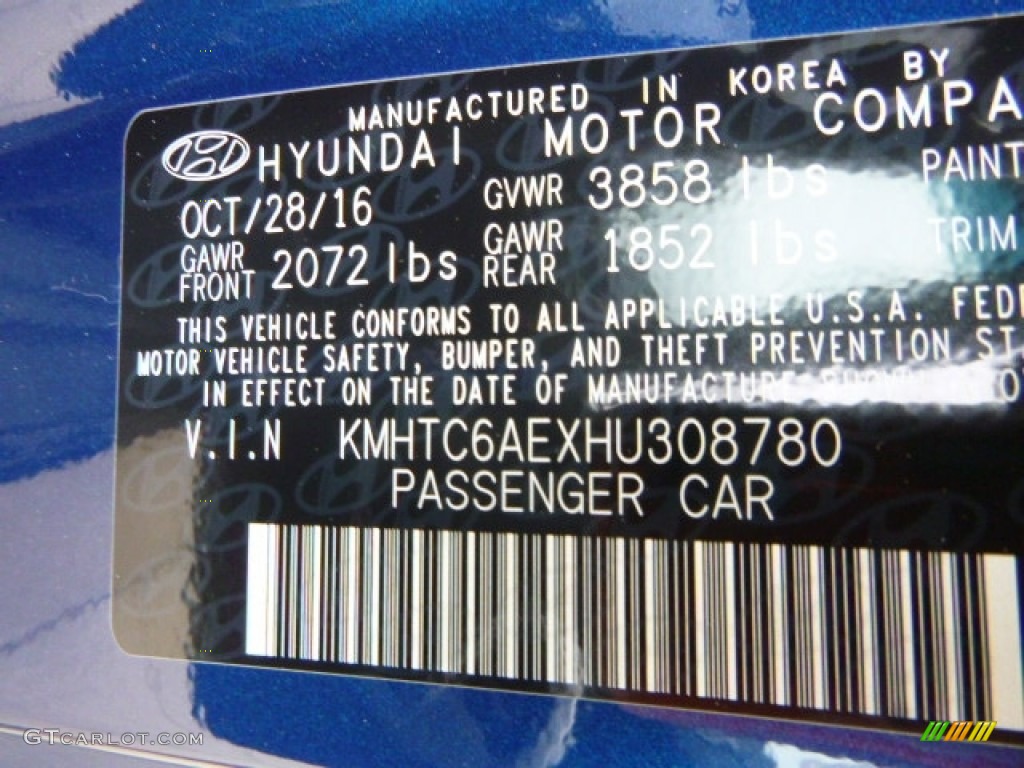 MANUFACTURED IN KOREA BY
HYUNDAI MOTOR COMPA
OCT/28/16 GVWR 3858 lbs PAINT
GAWR FRONT 2072 lbs GAWR REAR 1852 lbs TRIM
THIS VEHICLE CONFORMS TO ALL APPLICABLE U.S.A. FEDE
MOTOR VEHICLE SAFETY, BUMPER, AND THEFT PREVENTION ST
IN EFFECT ON THE DATE OF MANUFACTURE SHOWN
V.I.N KMHTC6AEXHU308780
PASSENGER CAR
GTCARLOT.COM